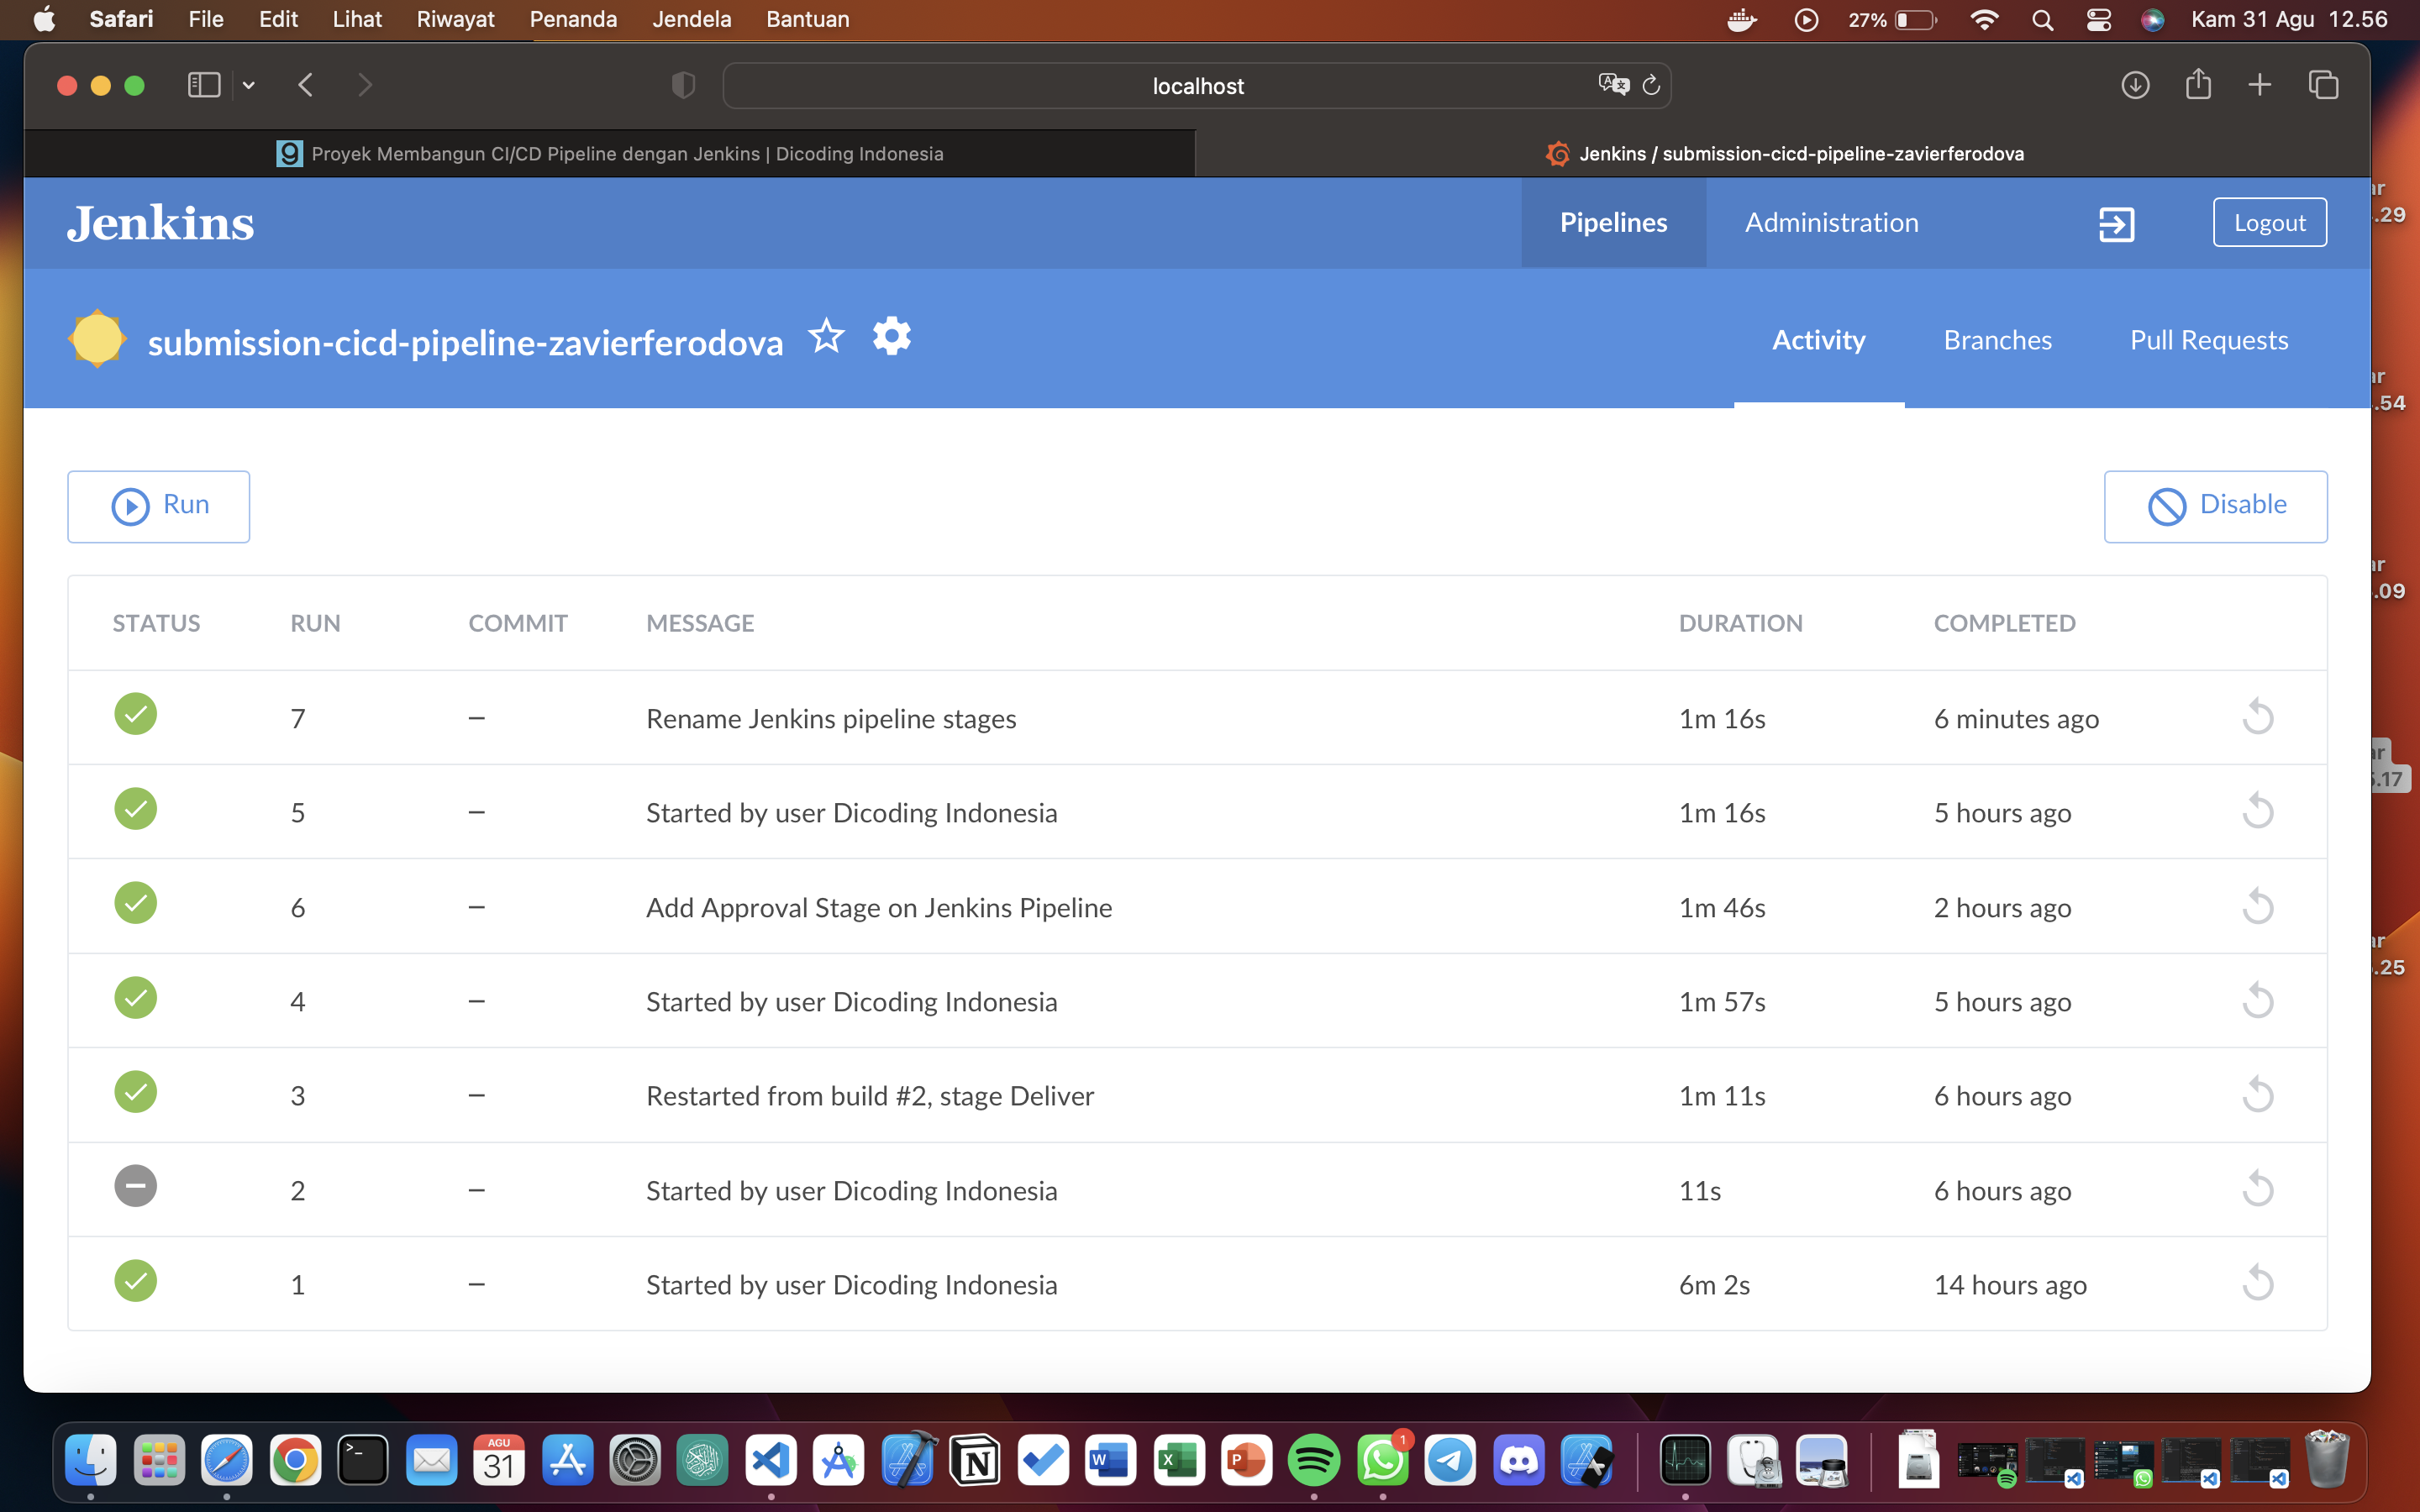 Safari File Edit Lihat Riwayat Penanda Jendela Bantuan 27% Kam 31 Agu 12.56
localhost
Proyek Membangun CI/CD Pipeline dengan Jenkins | Dicoding Indonesia Jenkins / submission-cicd-pipeline-zavierferodova
Jenkins Pipelines Administration Logout
submission-cicd-pipeline-zavierferodova Activity Branches Pull Requests
Run Disable
STATUS RUN COMMIT MESSAGE DURATION COMPLETED
7 – Rename Jenkins pipeline stages 1m 16s 6 minutes ago
5 – Started by user Dicoding Indonesia 1m 16s 5 hours ago
6 – Add Approval Stage on Jenkins Pipeline 1m 46s 2 hours ago
4 – Started by user Dicoding Indonesia 1m 57s 5 hours ago
3 – Restarted from build #2, stage Deliver 1m 11s 6 hours ago
2 – Started by user Dicoding Indonesia 11s 6 hours ago
1 – Started by user Dicoding Indonesia 6m 2s 14 hours ago
AGU
31
1